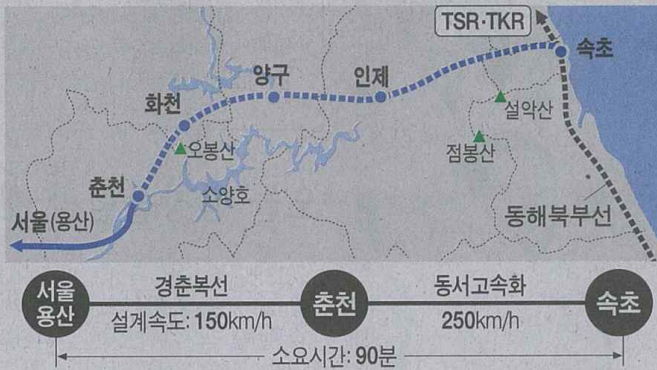 TSR·TKR
속초
양구
인제
화천
설악산
오봉산
점봉산
춘천
소양호
동해북부선
서울(용산)
서울
용산
경춘복선
설계속도: 150km/h
춘천
동서고속화
250km/h
속초
소요시간: 90분